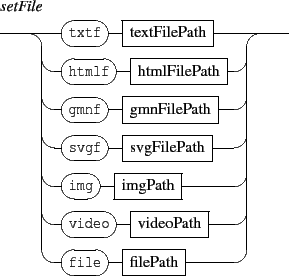 setFile
txtf textFilePath
htmlf htmlFilePath
gmnf gmnFilePath
svgf svgFilePath
img imgPath
video videoPath
file filePath